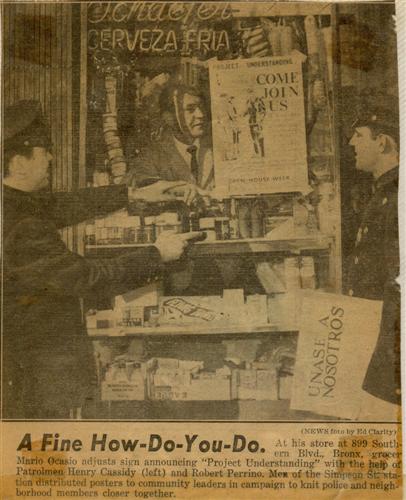 Schaefer
CERVEZA FRIA
PROJECT UNDERSTANDING
COME
JOIN
US
OPEN HOUSE WEEK
UNASE A
NOSOTROS
(NEWS foto by Ed Clarity)
A Fine How-Do-You-Do. At his store at 899 South-
ern Blvd., Bronx, grocer
Mario Ocasio adjusts sign announcing "Project Understanding" with the help of
Patrolmen Henry Cassidy (left) and Robert Perrino. Men of the Simpson St. sta-
tion distributed posters to community leaders in campaign to knit police and neigh-
borhood members closer together.